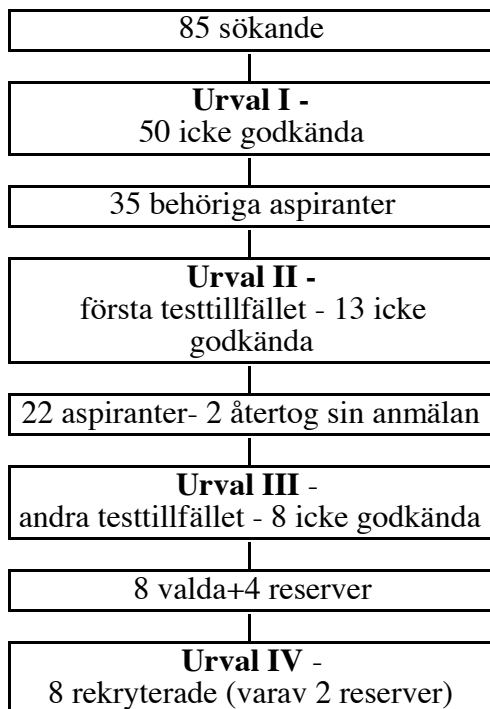 85 sökande
Urval I -
50 icke godkända
35 behöriga aspiranter
Urval II -
första testtillfället - 13 icke
godkända
22 aspiranter- 2 återtog sin anmälan
Urval III -
andra testtillfället - 8 icke godkända
8 valda+4 reserver
Urval IV -
8 rekryterade (varav 2 reserver)